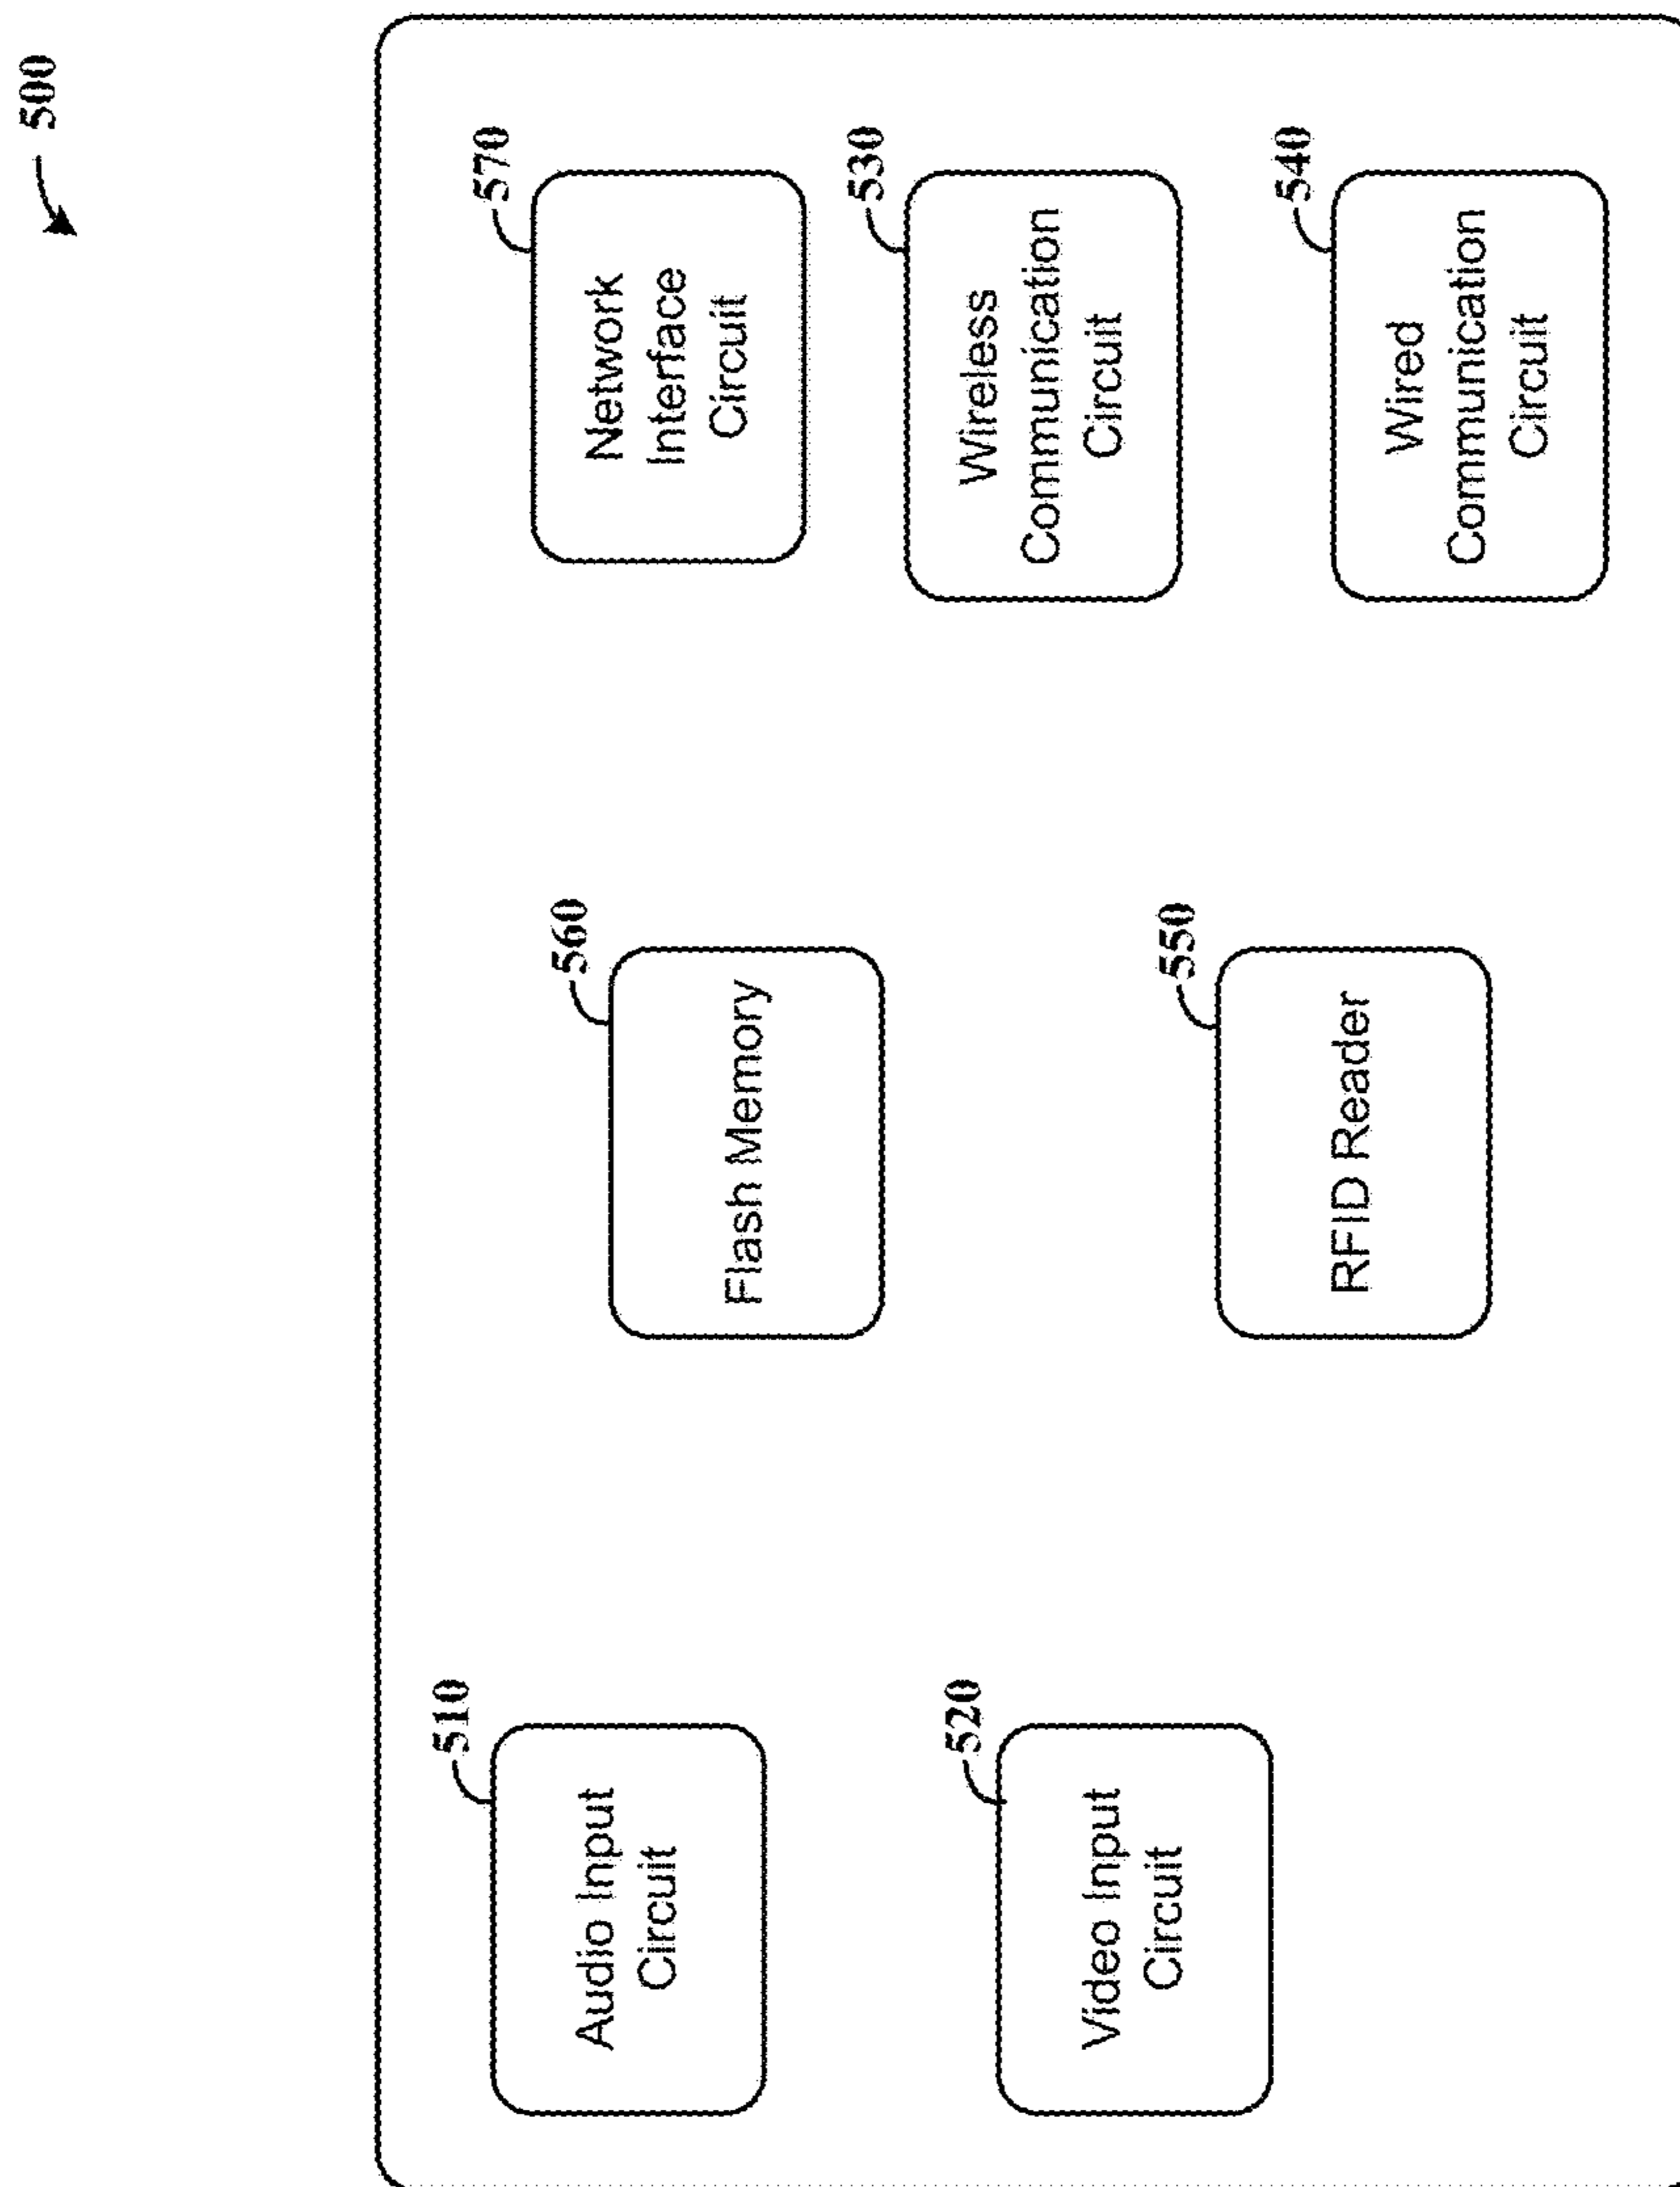 500
510
Audio Input
Circuit
560
Flash Memory
570
Network
Interface
Circuit
530
Wireless
Communication
Circuit
520
Video Input
Circuit
550
RFID Reader
540
Wired
Communication
Circuit